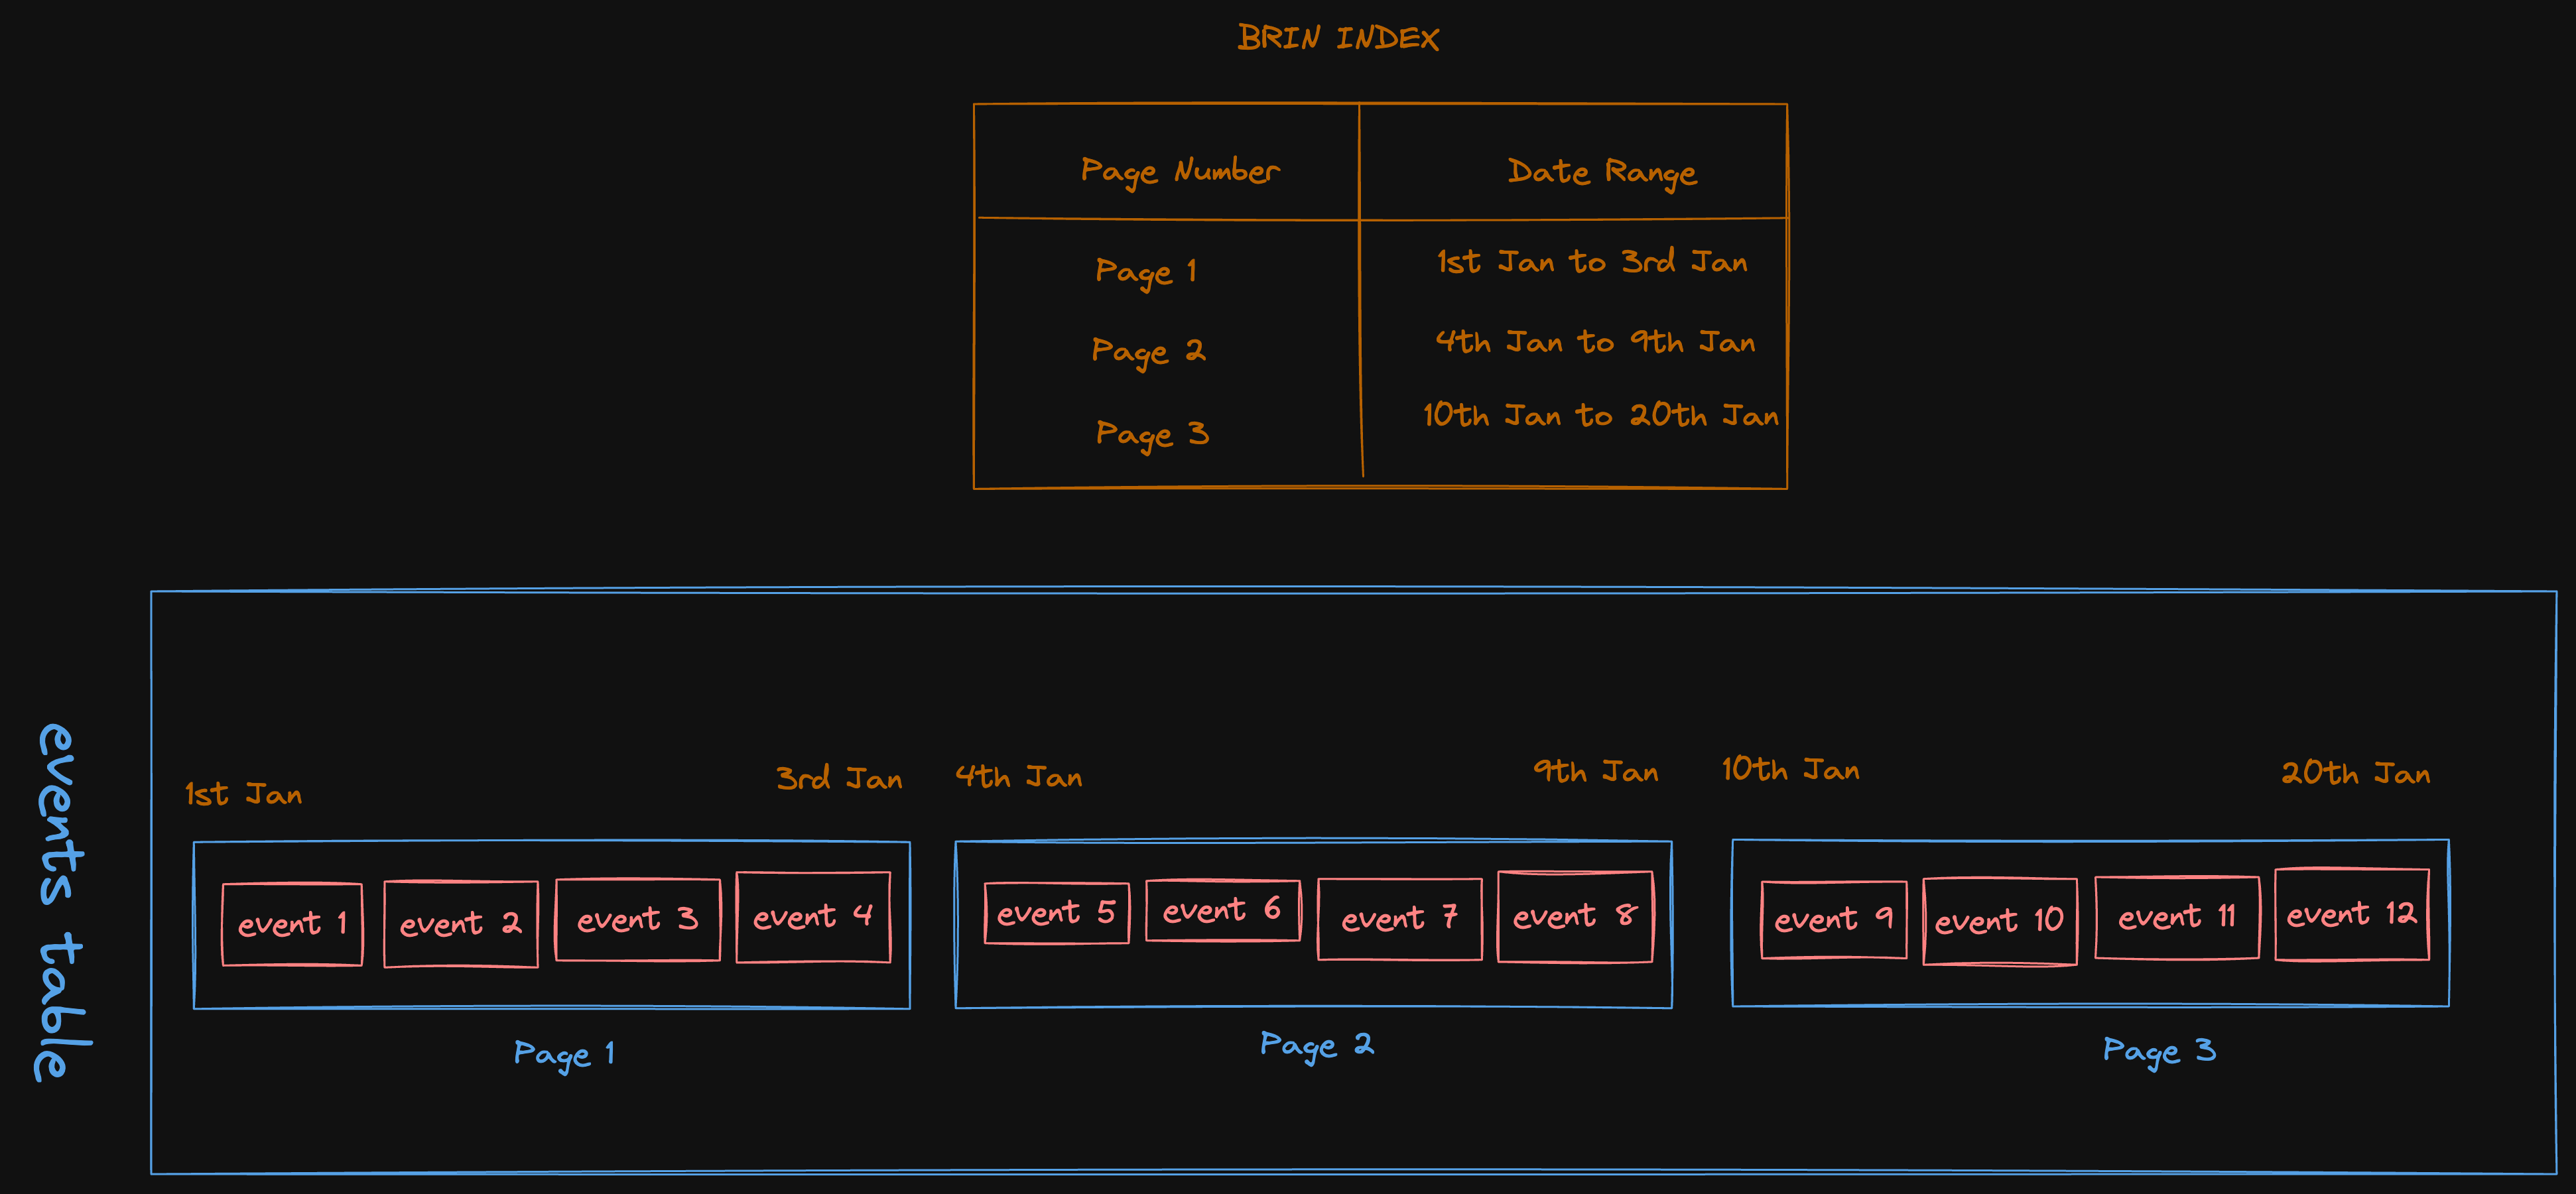 BRIN INDEX
Page Number Date Range
Page 1 1st Jan to 3rd Jan
Page 2 4th Jan to 9th Jan
Page 3 10th Jan to 20th Jan
events table
1st Jan 3rd Jan 4th Jan 9th Jan 10th Jan 20th Jan
event 1 event 2 event 3 event 4 event 5 event 6 event 7 event 8 event 9 event 10 event 11 event 12
Page 1 Page 2 Page 3